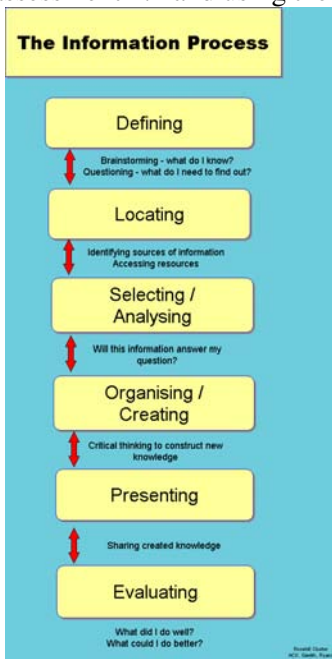 The Information Process
Defining
Brainstorming - what do I know?
Questioning - what do I need to find out?
Locating
Identifying sources of information
Accessing resources
Selecting /
Analysing
Will this information answer my
question?
Organising /
Creating
Critical thinking to construct new
knowledge
Presenting
Sharing created knowledge
Evaluating
What did I do well?
What could I do better?